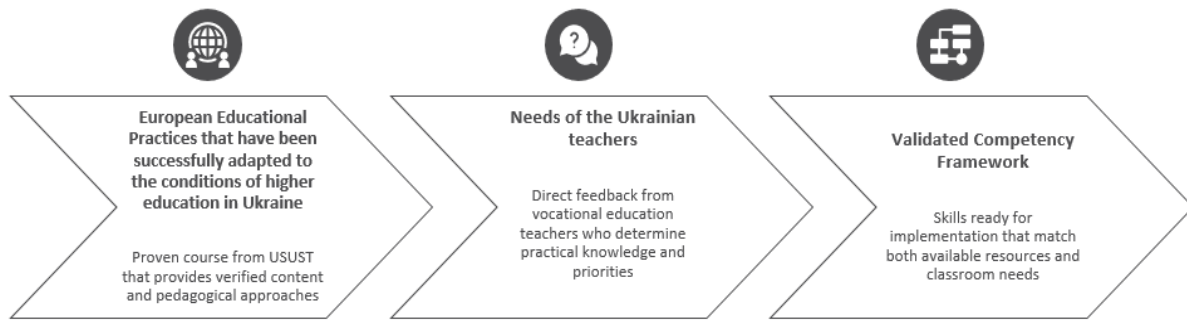 European Educational
Practices that have been
successfully adapted to
the conditions of higher
education in Ukraine
Proven course from USUST
that provides verified content
and pedagogical approaches
Needs of the Ukrainian
teachers
Direct feedback from
vocational education
teachers who determine
practical knowledge and
priorities
Validated Competency
Framework
Skills ready for
implementation that match
both available resources and
classroom needs